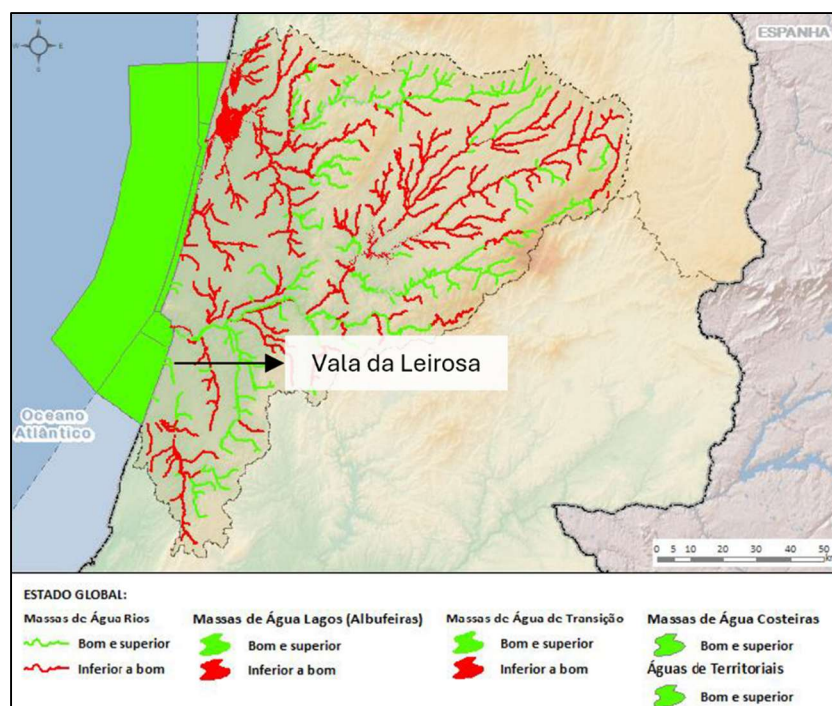 N
W
E
S
ESPANHA
Vala da Leirosa
Oceano
Atlântico
0 5 10 20 30 40 50
ESTADO GLOBAL:
Massas de Água Rios
Bom e superior
Inferior a bom
Massas de Água Lagos (Albufeiras)
Bom e superior
Inferior a bom
Massas de Água de Transição
Bom e superior
Inferior a bom
Massas de Água Costeiras
Bom e superior
Águas de Territoriais
Bom e superior